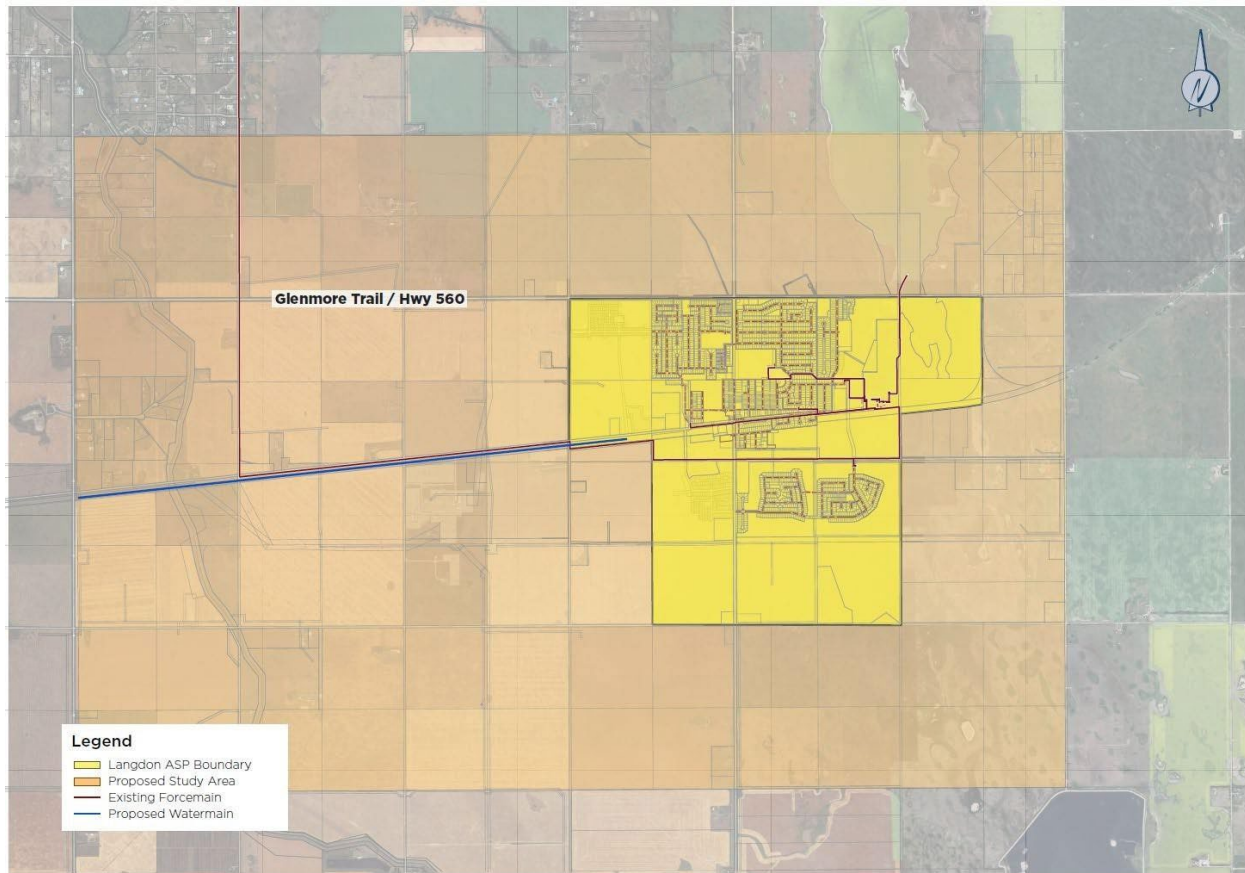 N
Glenmore Trail / Hwy 560
Legend
Langdon ASP Boundary
Proposed Study Area
Existing Forcemain
Proposed Watermain